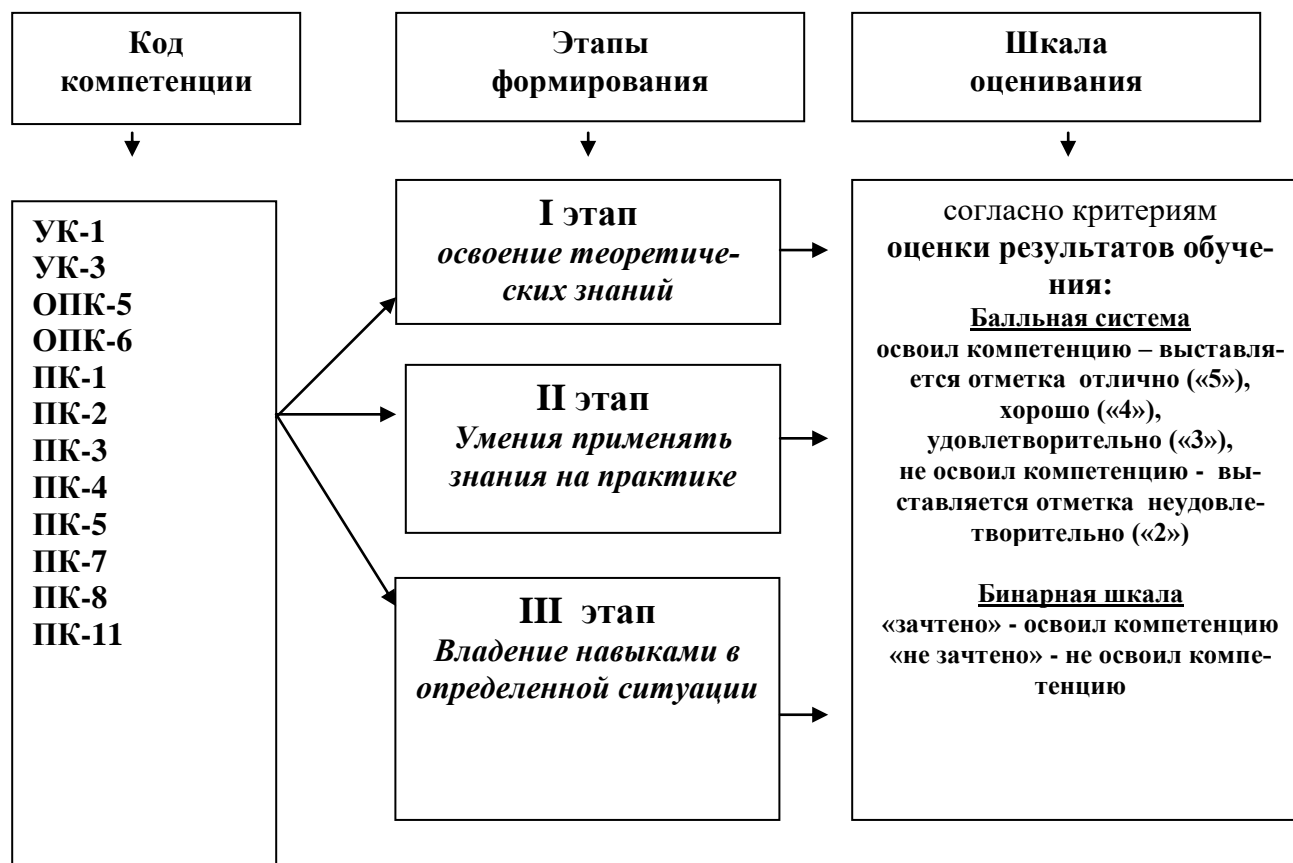 Код
компетенции
Этапы
формирования
Шкала
оценивания
УК-1
УК-3
ОПК-5
ОПК-6
ПК-1
ПК-2
ПК-3
ПК-4
ПК-5
ПК-7
ПК-8
ПК-11
I этап
освоение теоретиче-
ских знаний
II этап
Умения применять
знания на практике
III этап
Владение навыками в
определенной ситуации
согласно критериям
оценки результатов обуче-
ния:
Балльная система
освоил компетенцию – выставля-
ется отметка отлично («5»),
хорошо («4»),
удовлетворительно («3»),
не освоил компетенцию - вы-
ставляется отметка неудовле-
творительно («2»)
Бинарная шкала
«зачтено» - освоил компетенцию
«не зачтено» - не освоил компе-
тенцию